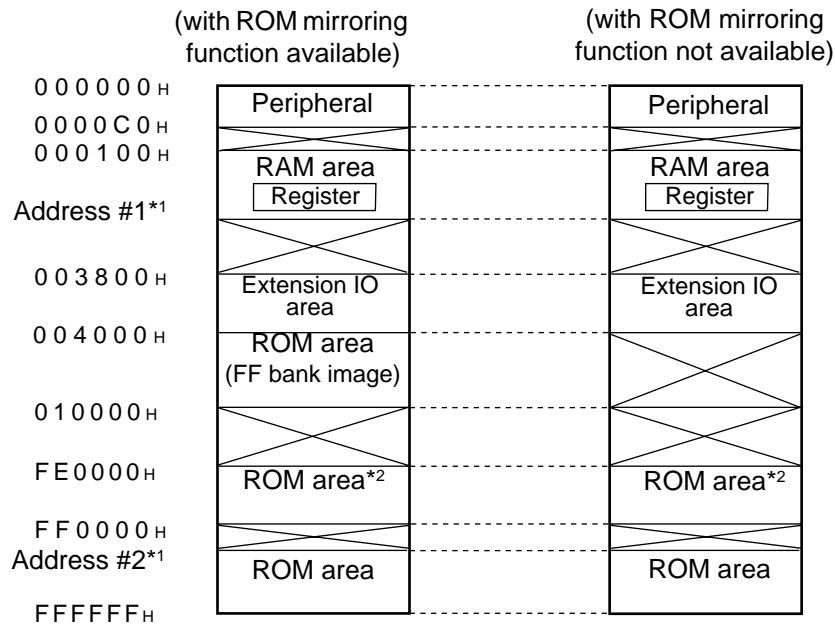 (with ROM mirroring
function available)
(with ROM mirroring
function not available)
000000H
0000C0H
000100H
Address #1*1
003800H
004000H
010000H
FE0000H
FF0000H
Address #2*1
FFFFFFH
Peripheral
RAM area
Register
Extension IO
area
ROM area
(FF bank image)
ROM area*2
ROM area
Peripheral
RAM area
Register
Extension IO
area
ROM area*2
ROM area